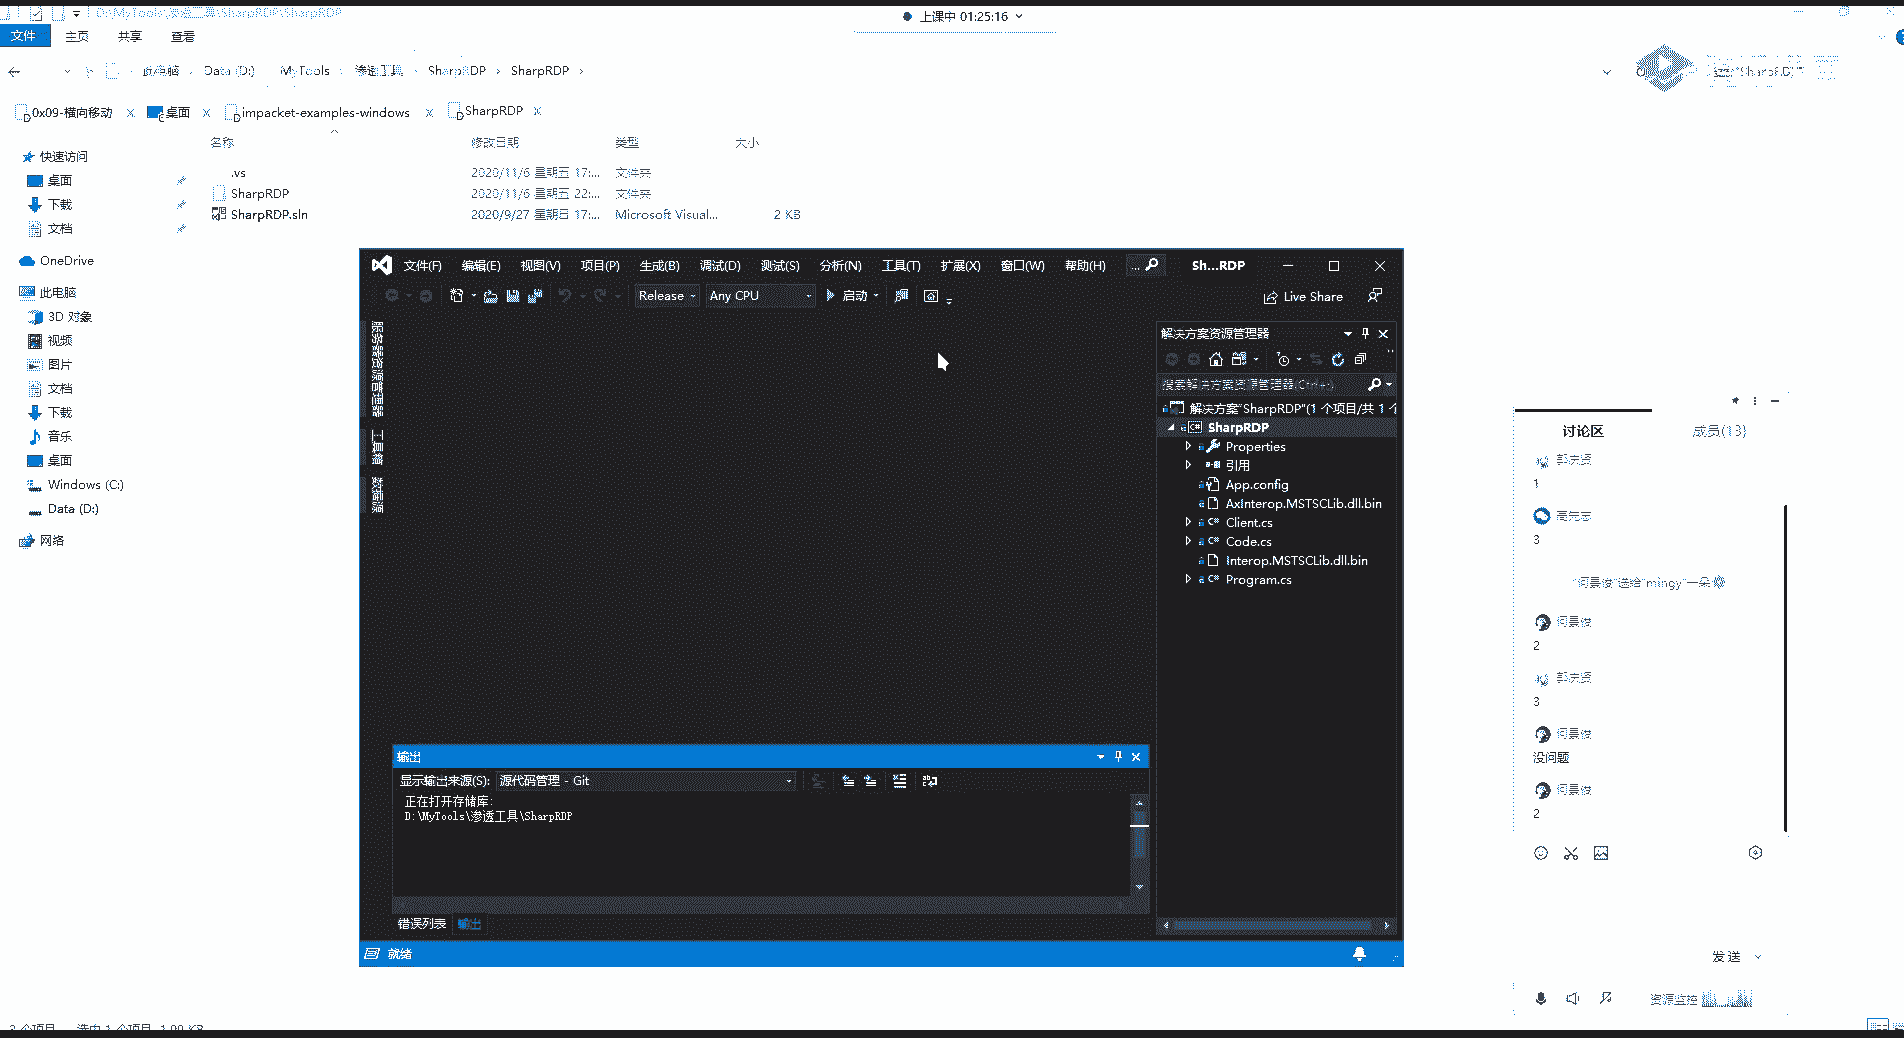 D:\MyTools\渗透工具\SharpRDP\SharpRDP
上课中 01:25:16
文件 主页 共享 查看
此电脑 Data (D:) MyTools 渗透工具 SharpRDP SharpRDP
0x09-横向移动 桌面 impacket-examples-windows SharpRDP
名称 修改日期 类型 大小
快速访问
桌面
下载
文档
OneDrive
此电脑
3D 对象
视频
图片
文档
下载
音乐
桌面
Windows (C:)
Data (D:)
网络
.vs 2020/11/6 星期五 17:... 文件夹
SharpRDP 2020/11/6 星期五 22:... 文件夹
SharpRDP.sln 2020/9/27 星期日 17:... Microsoft Visual... 2 KB
文件(F) 编辑(E) 视图(V) 项目(P) 生成(B) 调试(D) 测试(S) 分析(N) 工具(T) 扩展(X) 窗口(W) 帮助(H) ... Sh...RDP
Release Any CPU 启动 Live Share
服务器资源管理器
工具箱
数据源
解决方案资源管理器
搜索解决方案资源管理器(Ctrl+;)
解决方案"SharpRDP"(1 个项目/共 1 个
SharpRDP
Properties
引用
App.config
AxInterop.MSTSCLib.dll.bin
Client.cs
Code.cs
Interop.MSTSCLib.dll.bin
Program.cs
输出
显示输出来源(S): 源代码管理 - Git
正在打开存储库:
D:\MyTools\渗透工具\SharpRDP
错误列表 输出
就绪
讨论区 成员(13)
1
高先志
3
"何昙俊"送给"mingy"一朵
何昙俊
2
3
何昙俊
没问题
何昙俊
2
发送
资源监控
3 个项目 选中 1 个项目 1.09 KB